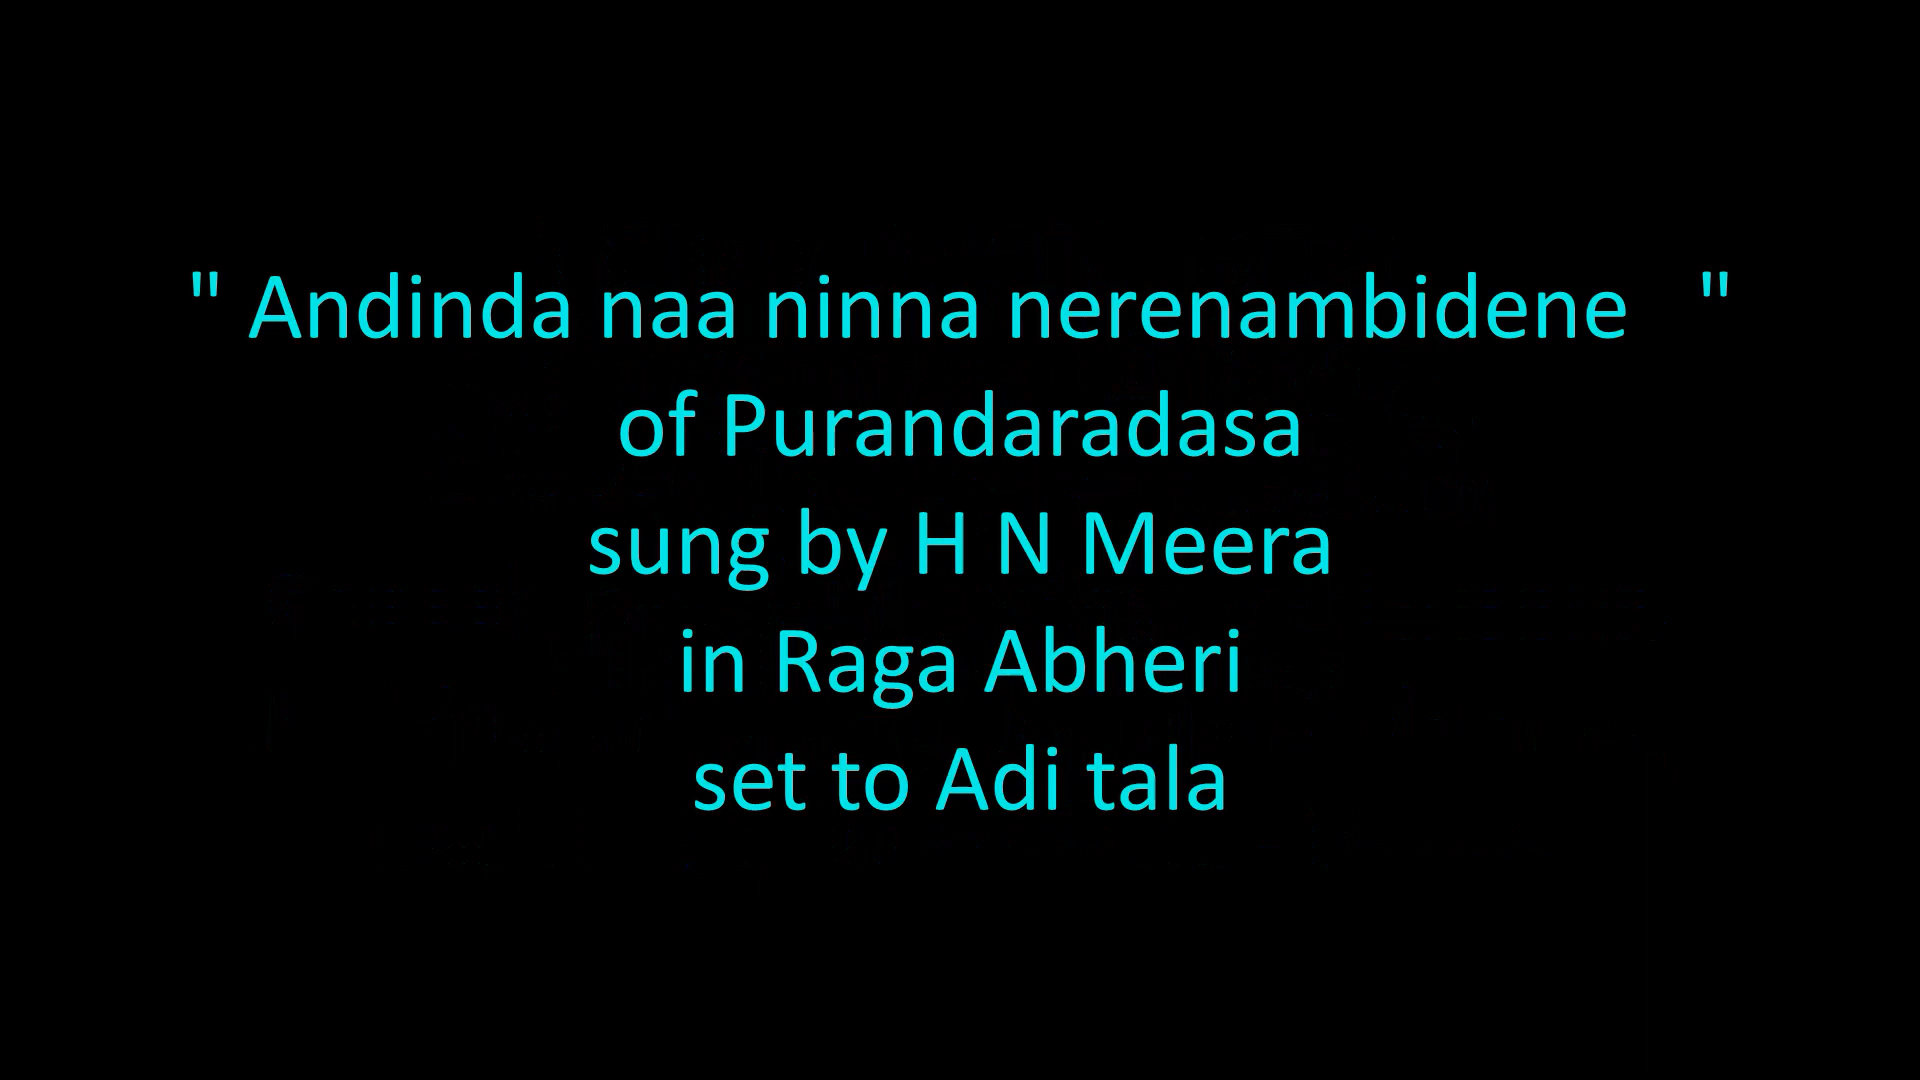 " Andinda naa ninna nerenambidene   "
of Purandaradasa
sung by H N Meera
in Raga Abheri
set to Adi tala